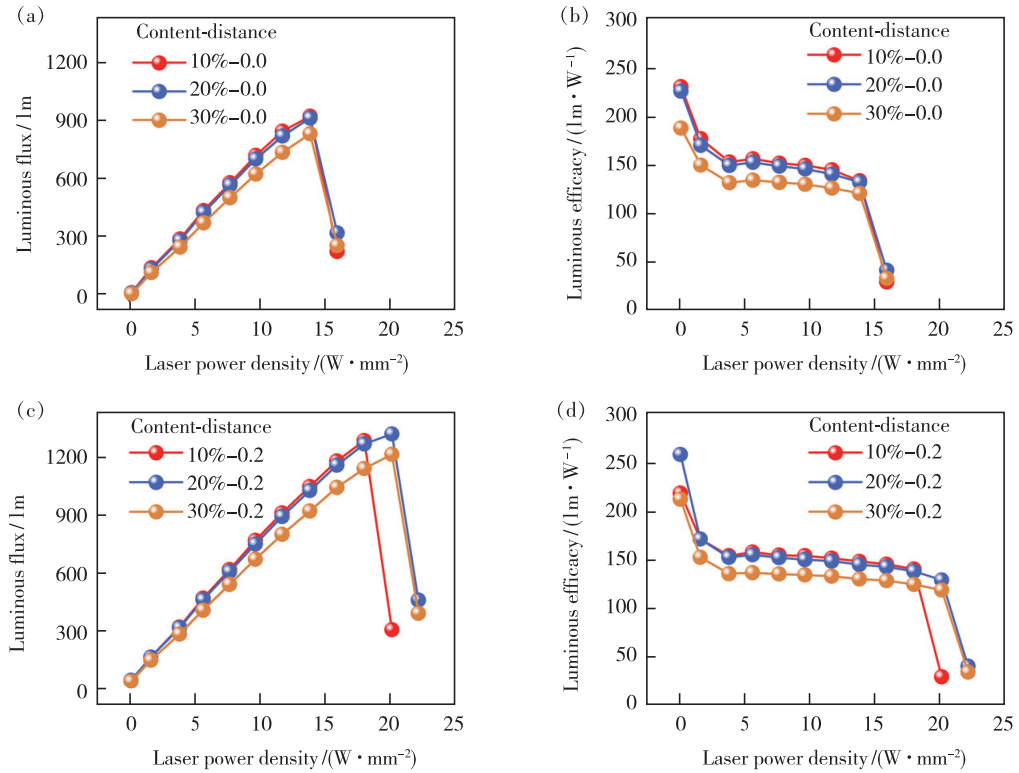 (a)
Content-distance
10%-0.0
20%-0.0
30%-0.0
1200
900
600
300
0
Luminous flux/lm
0 5 10 15 20 25
Laser power density/(W·mm⁻²)
(b)
Content-distance
10%-0.0
20%-0.0
30%-0.0
300
250
200
150
100
50
0
Luminous efficacy/(lm·W⁻¹)
0 5 10 15 20 25
Laser power density/(W·mm⁻²)
(c)
Content-distance
10%-0.2
20%-0.2
30%-0.2
1200
900
600
300
0
Luminous flux/lm
0 5 10 15 20 25
Laser power density/(W·mm⁻²)
(d)
Content-distance
10%-0.2
20%-0.2
30%-0.2
300
250
200
150
100
50
0
Luminous efficacy/(lm·W⁻¹)
0 5 10 15 20 25
Laser power density/(W·mm⁻²)